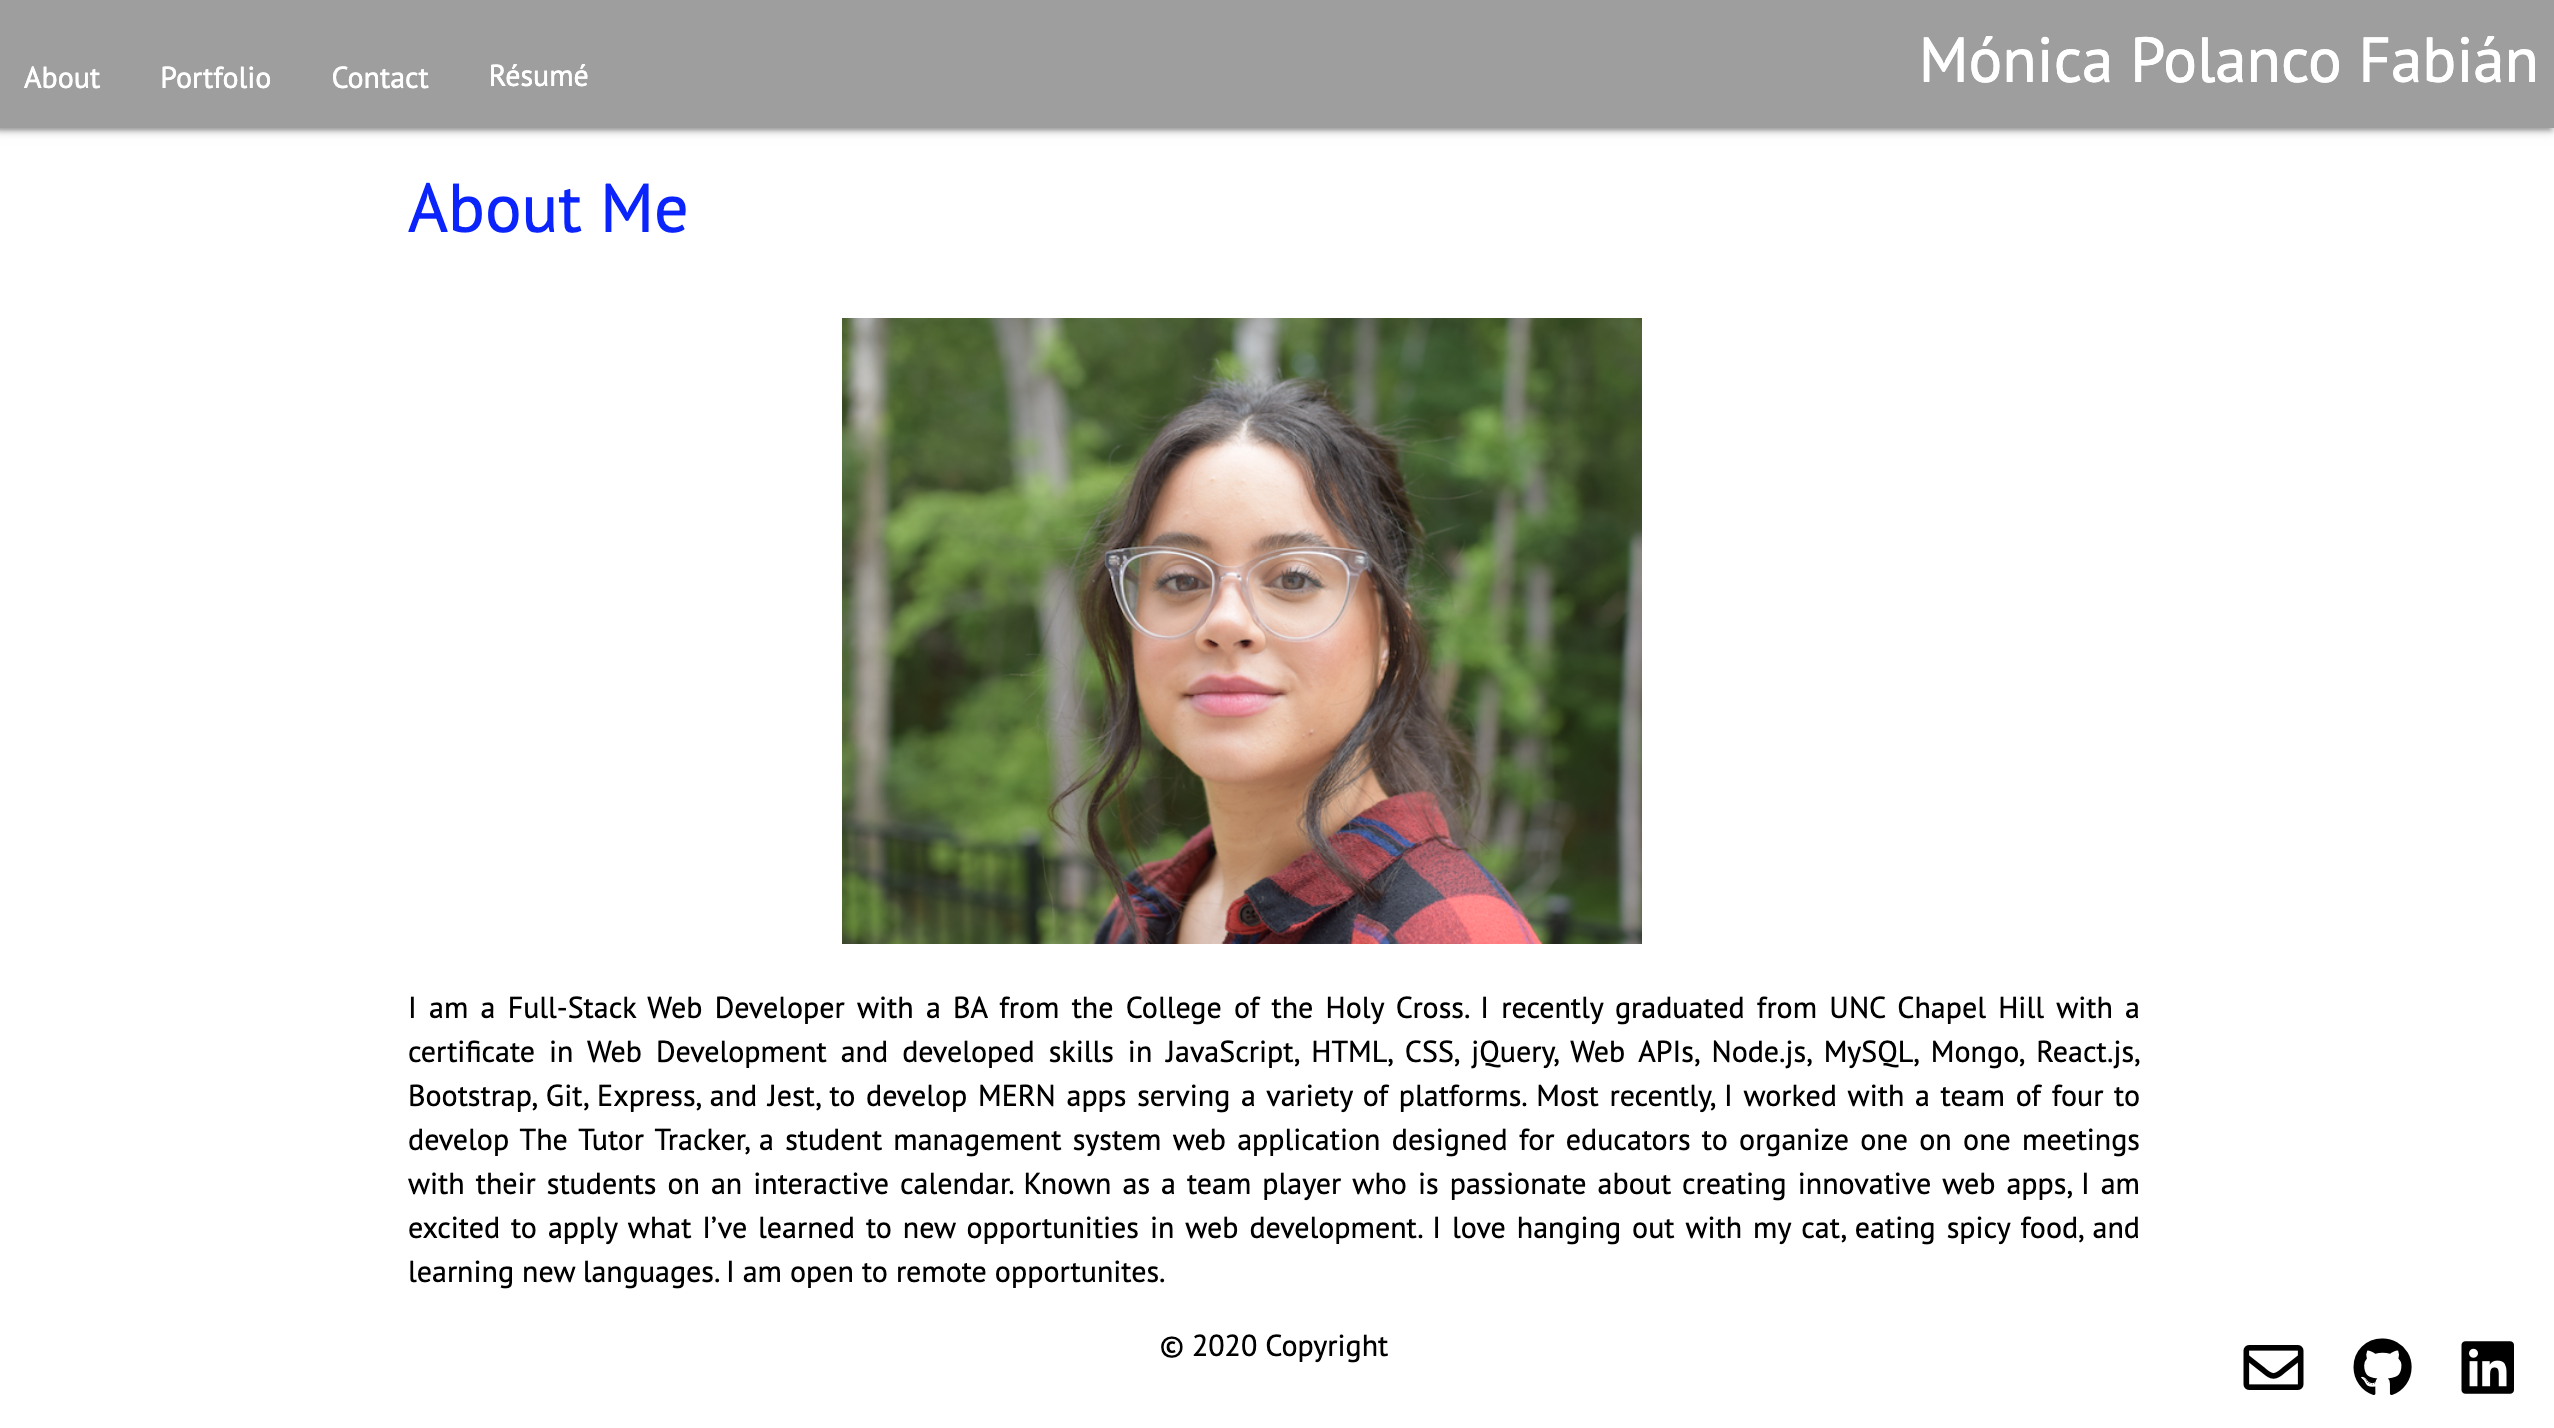 About Portfolio Contact Résumé Mónica Polanco Fabián
About Me
I am a Full-Stack Web Developer with a BA from the College of the Holy Cross. I recently graduated from UNC Chapel Hill with a
certificate in Web Development and developed skills in JavaScript, HTML, CSS, jQuery, Web APIs, Node.js, MySQL, Mongo, React.js,
Bootstrap, Git, Express, and Jest, to develop MERN apps serving a variety of platforms. Most recently, I worked with a team of four to
develop The Tutor Tracker, a student management system web application designed for educators to organize one on one meetings
with their students on an interactive calendar. Known as a team player who is passionate about creating innovative web apps, I am
excited to apply what I’ve learned to new opportunities in web development. I love hanging out with my cat, eating spicy food, and
learning new languages. I am open to remote opportunites.
© 2020 Copyright
in